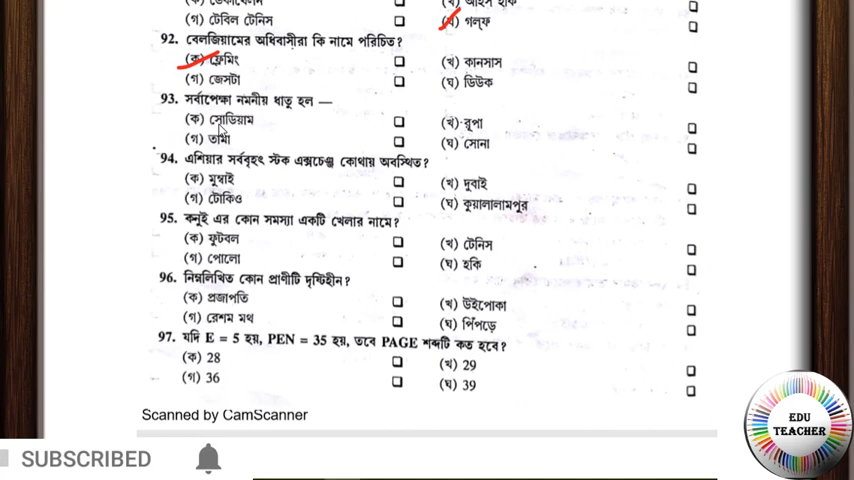 (গ) টেবিল টেনিস (ঘ) গল্ফ
92. বেলজিয়ামের অধিবাসীরা কি নামে পরিচিত?
(ক) ফ্লেমিং (খ) কানসাস
(গ) জেসটা (ঘ) ডিউক
93. সর্বাপেক্ষা নমনীয় ধাতু হল —
(ক) সোডিয়াম (খ) রূপা
(গ) তামা (ঘ) সোনা
94. এশিয়ার সর্ববৃহৎ স্টক এক্সচেঞ্জ কোথায় অবস্থিত?
(ক) মুম্বাই (খ) দুবাই
(গ) টোকিও (ঘ) কুয়ালালামপুর
95. কনুই এর কোন সমস্যা একটি খেলার নামে?
(ক) ফুটবল (খ) টেনিস
(গ) পোলো (ঘ) হকি
96. নিম্নলিখিত কোন প্রাণীটি দৃষ্টিহীন?
(ক) প্রজাপতি (খ) উইপোকা
(গ) রেশম মথ (ঘ) পিঁপড়ে
97. যদি E = 5 হয়, PEN = 35 হয়, তবে PAGE শব্দটি কত হবে?
(ক) 28 (খ) 29
(গ) 36 (ঘ) 39
Scanned by CamScanner
EDU
TEACHER
SUBSCRIBED